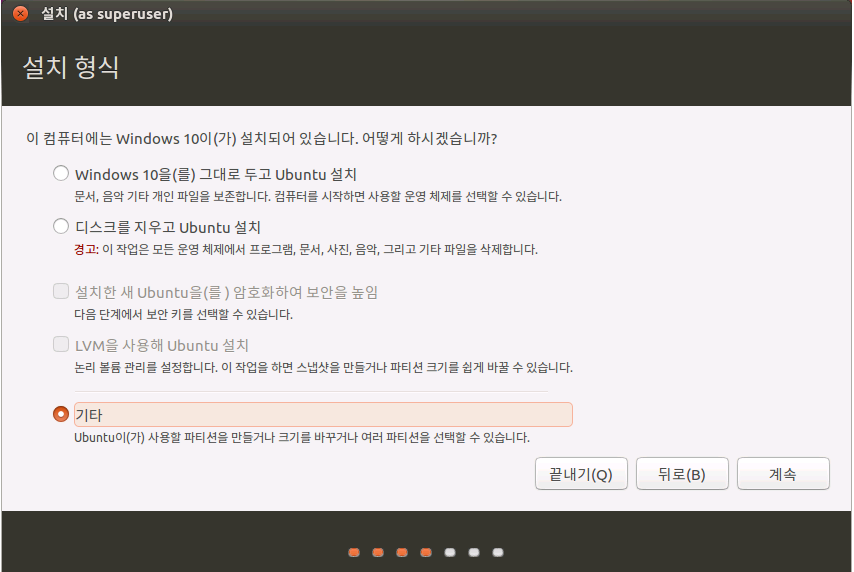 설치 (as superuser)
설치 형식
이 컴퓨터에는 Windows 10이(가) 설치되어 있습니다. 어떻게 하시겠습니까?
Windows 10을(를) 그대로 두고 Ubuntu 설치
문서, 음악 기타 개인 파일을 보존합니다. 컴퓨터를 시작하면 사용할 운영 체제를 선택할 수 있습니다.
디스크를 지우고 Ubuntu 설치
경고: 이 작업은 모든 운영 체제에서 프로그램, 문서, 사진, 음악, 그리고 기타 파일을 삭제합니다.
설치한 새 Ubuntu을(를 ) 암호화하여 보안을 높임
다음 단계에서 보안 키를 선택할 수 있습니다.
LVM을 사용해 Ubuntu 설치
논리 볼륨 관리를 설정합니다. 이 작업을 하면 스냅샷을 만들거나 파티션 크기를 쉽게 바꿀 수 있습니다.
기타
Ubuntu이(가) 사용할 파티션을 만들거나 크기를 바꾸거나 여러 파티션을 선택할 수 있습니다.
끝내기(Q) 뒤로(B) 계속